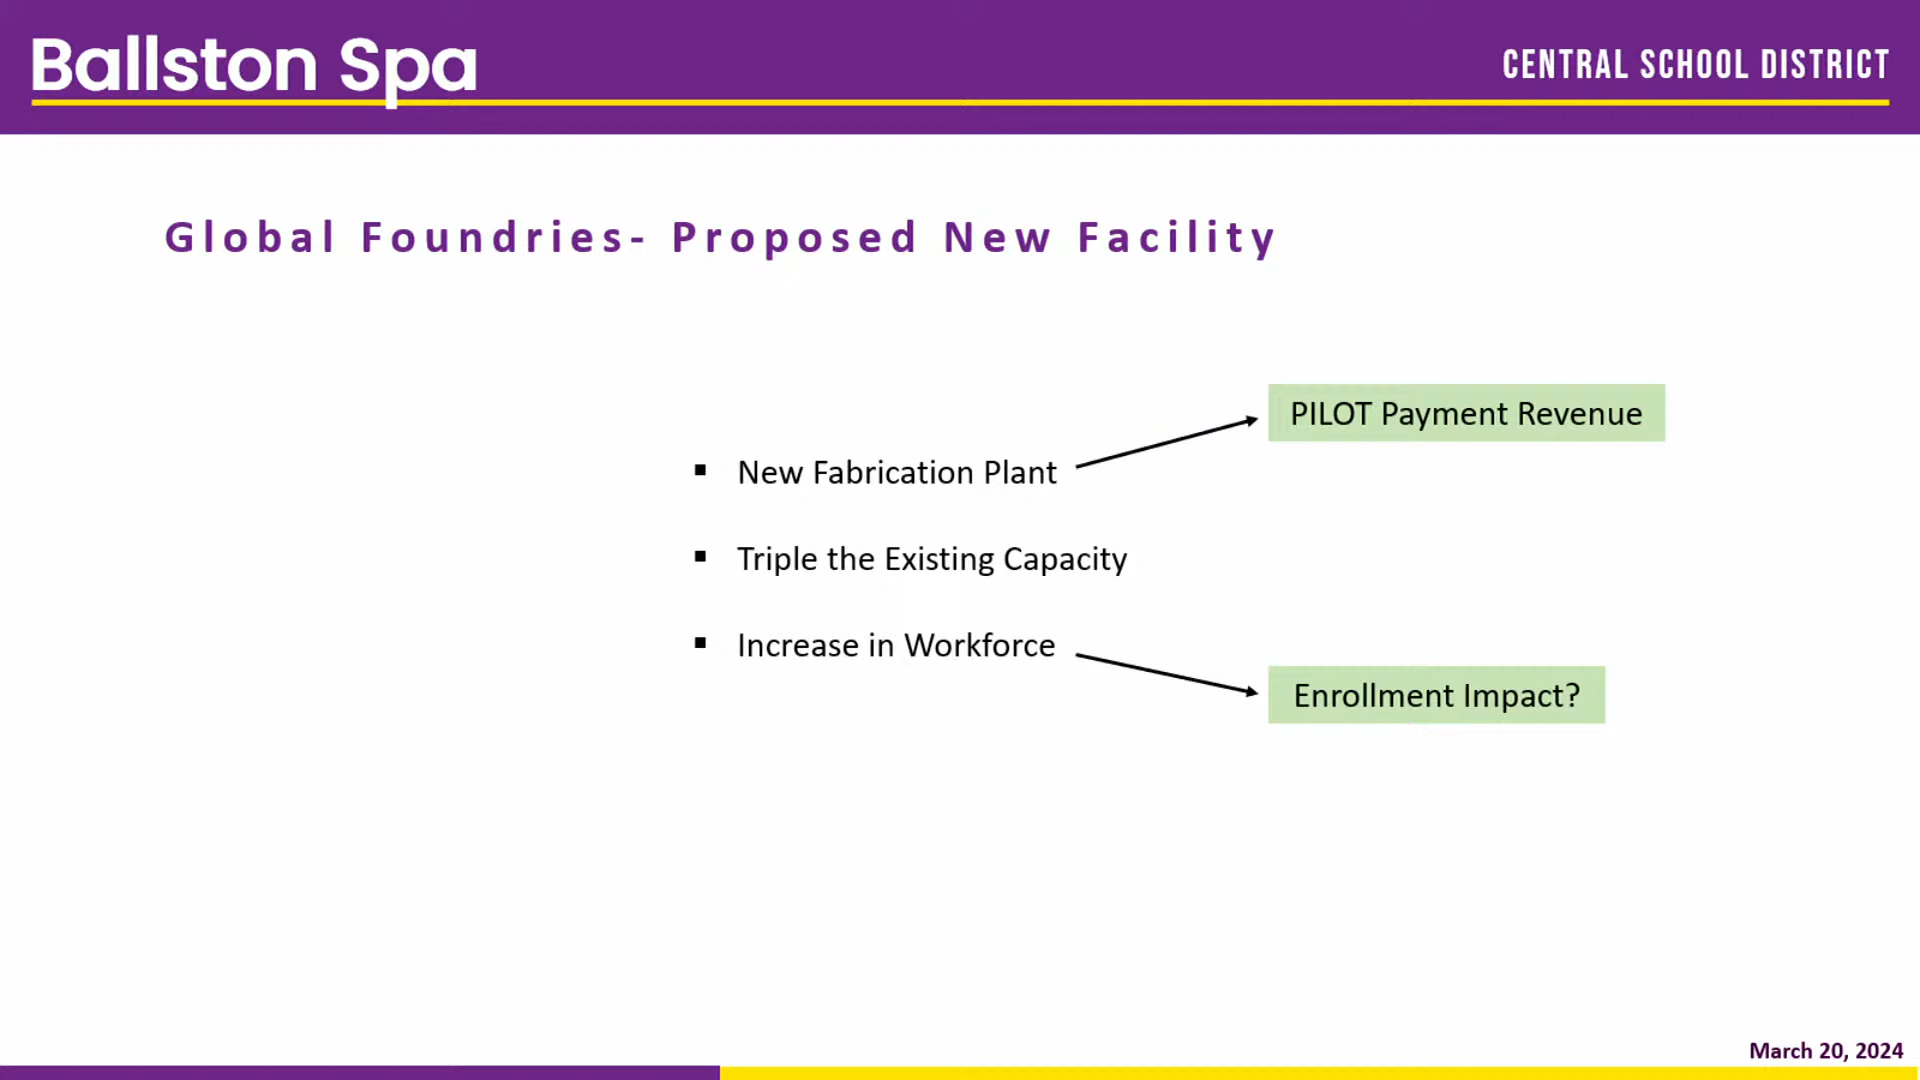 Ballston Spa
CENTRAL SCHOOL DISTRICT
Global Foundries- Proposed New Facility
PILOT Payment Revenue
▪ New Fabrication Plant
▪ Triple the Existing Capacity
▪ Increase in Workforce
Enrollment Impact?
March 20, 2024